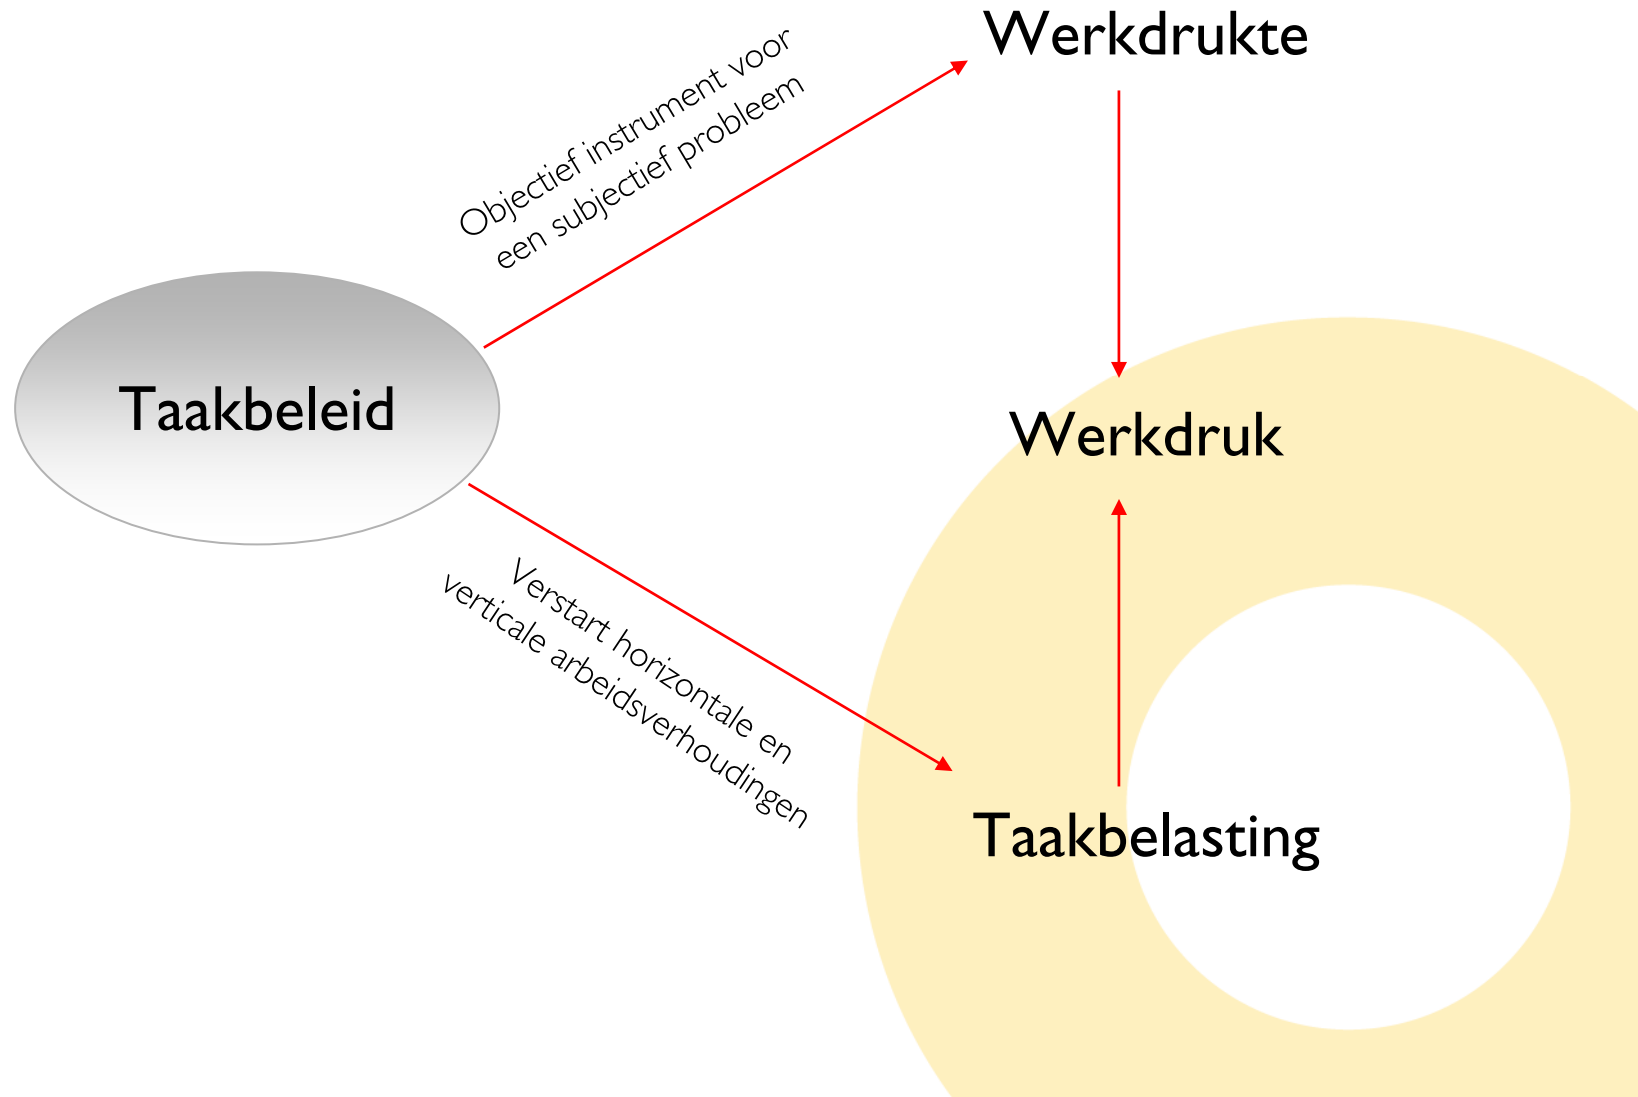 Werkdrukte
Objectief instrument voor
een subjectief probleem
Taakbeleid
Werkdruk
Verstart horizontale en
verticale arbeidsverhoudingen
Taakbelasting